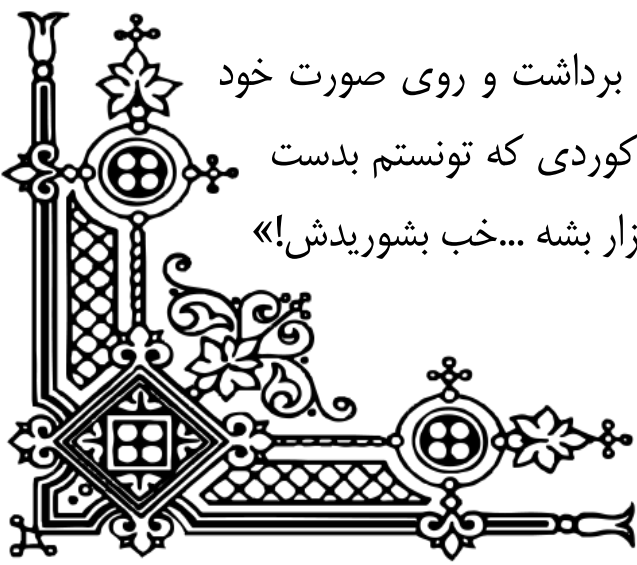 برداشت و روی صورت خود
کوردی که تونستم بدست
زار بشه ...خب بشوریدش!»